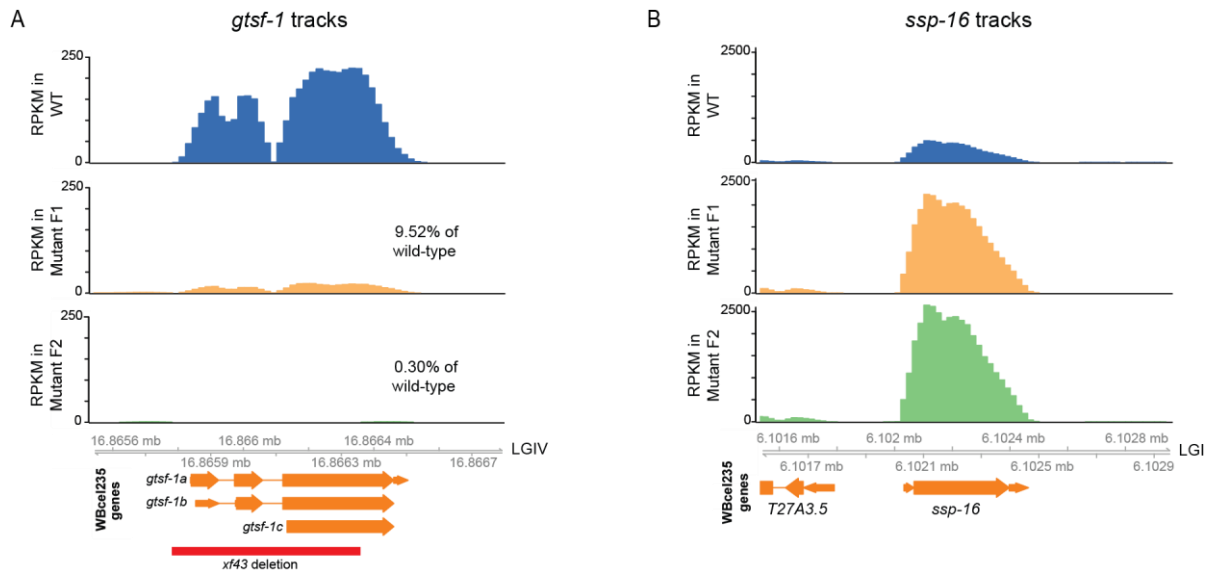 A
gtsf-1 tracks
250
RPKM in
WT
0
250
RPKM in
Mutant F1
9.52% of
wild-type
0
250
RPKM in
Mutant F2
0.30% of
wild-type
0
16.8656 mb 16.866 mb 16.8664 mb
LGIV
16.8659 mb 16.8663 mb 16.8667
WBcel235
genes
gtsf-1a
gtsf-1b
gtsf-1c
xf43 deletion
B
ssp-16 tracks
2500
RPKM in
WT
0
2500
RPKM in
Mutant F1
0
2500
RPKM in
Mutant F2
0
6.1016 mb 6.102 mb 6.1024 mb 6.1028 mb
LGI
6.1017 mb 6.1021 mb 6.1025 mb 6.1029
WBcel235
genes
T27A3.5 ssp-16